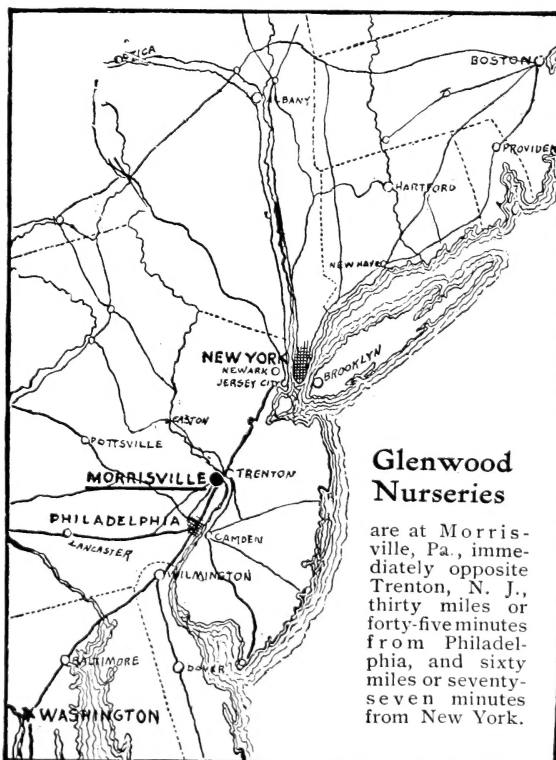 UTICA
BOSTON
ALBANY
PROVIDEN
HARTFORD
NEW HAVE
NEW YORK
NEWARK
JERSEY CITY
BROOKLYN
EASTON
POTTSVILLE
MORRISVILLE
TRENTON
PHILADELPHIA
CAMDEN
LANCASTER
WILMINGTON
BALTIMORE
DOVER
WASHINGTON
Glenwood
Nurseries
are at Morris-
ville, Pa., imme-
diately opposite
Trenton, N. J.,
thirty miles or
forty-five minutes
from Philadel-
phia, and sixty
miles or seventy-
seven minutes
from New York.